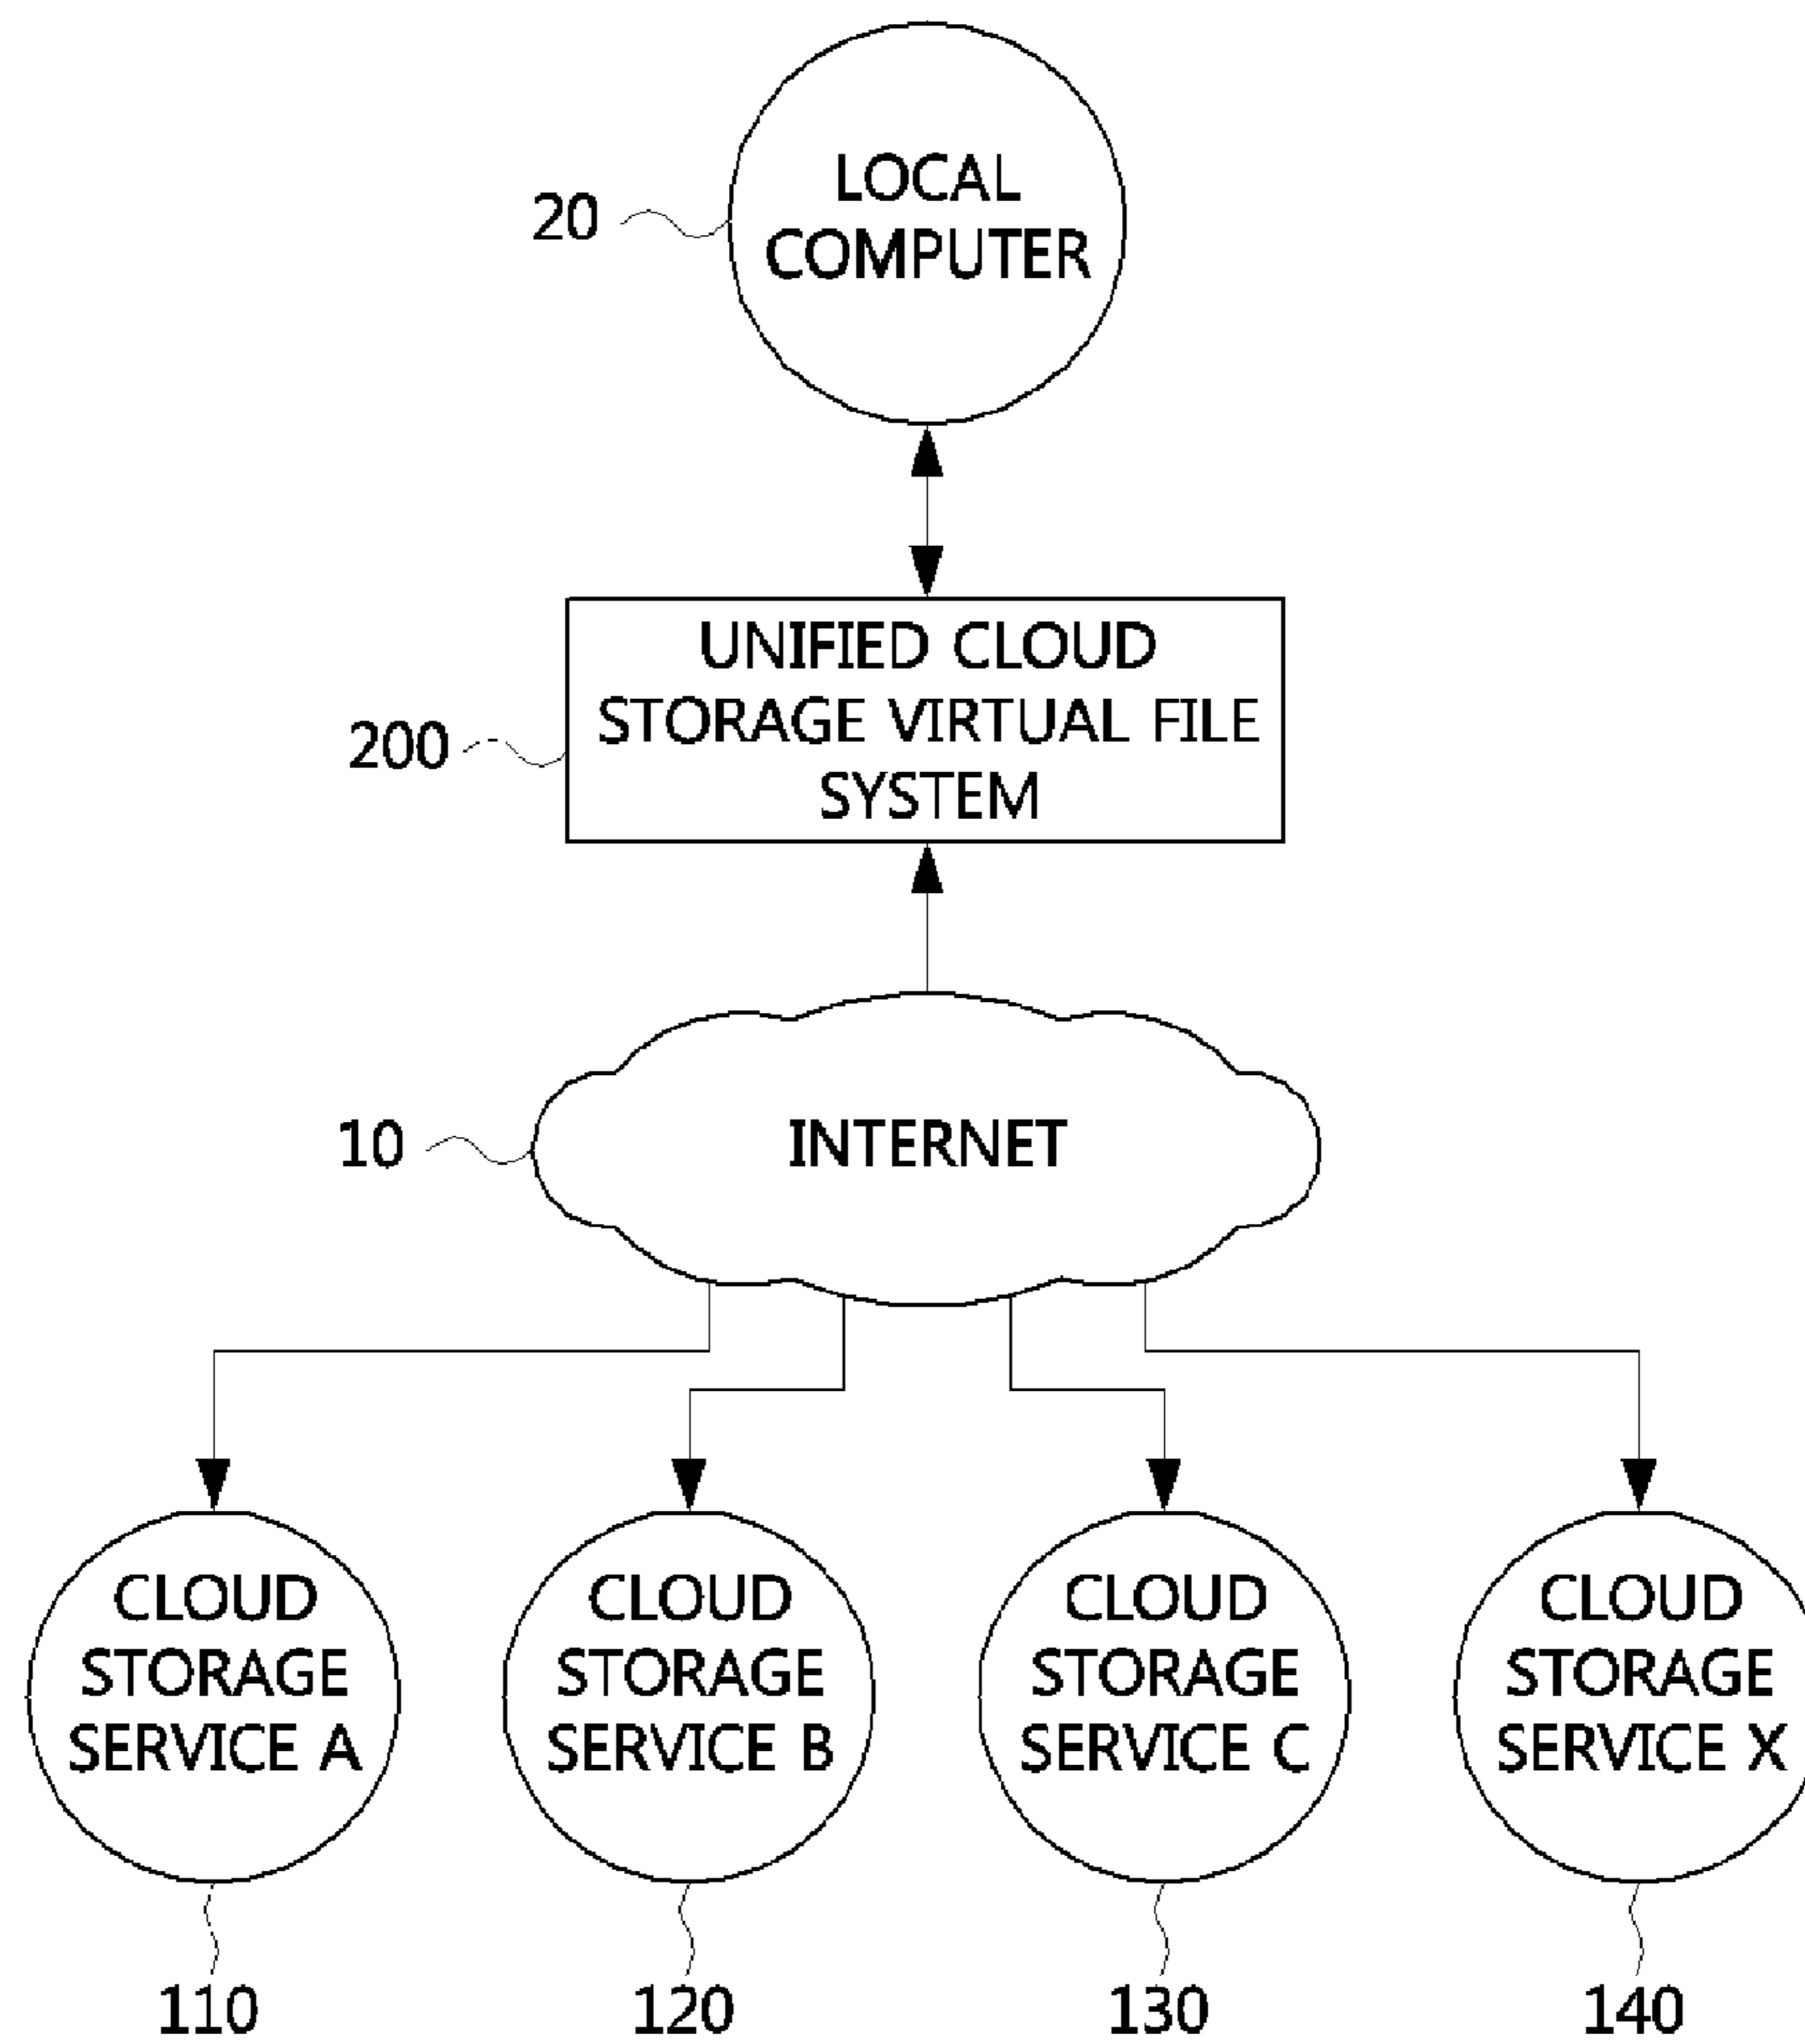 LOCAL
COMPUTER
20
UNIFIED CLOUD
STORAGE VIRTUAL FILE
SYSTEM
200
INTERNET
10
CLOUD
STORAGE
SERVICE A
CLOUD
STORAGE
SERVICE B
CLOUD
STORAGE
SERVICE C
CLOUD
STORAGE
SERVICE X
110
120
130
140